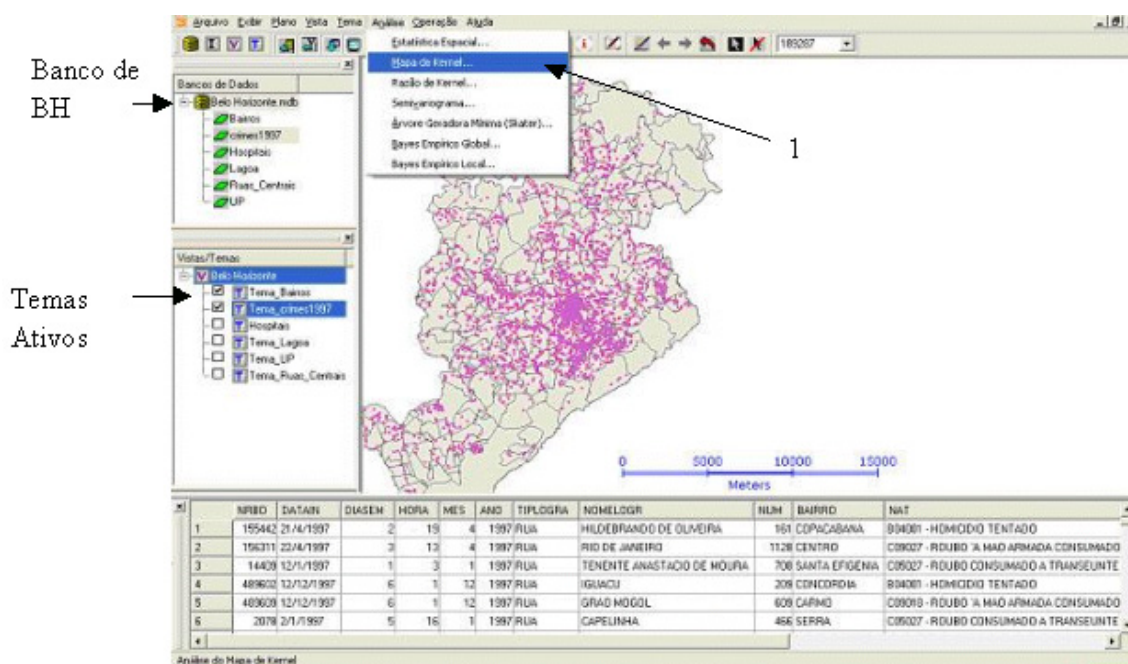 Arquivo Exibir Plano Vista Tema Análise Operação Ajuda
189287
Estatística Espacial...
Mapa de Kernel...
Razão de Kernel...
Semivariograma...
Árvore Geradora Mínima (Skater)...
Bayes Empírico Global...
Bayes Empírico Local...
1
Banco de
BH
Bancos de Dados
Belo Horizonte.mdb
Bairros
crimes1997
Hospitais
Lagoa
Ruas_Centrais
UP
Temas
Ativos
Vistas/Temas
Belo Horizonte
Tema_Bairros
Tema_crimes1997
Hospitais
Tema_Lagoa
Tema_UP
Tema_Ruas_Centrais
0 5000 10000 15000
Meters
NRBO DATAIN DIASEM HORA MES ANO TIPLOGRA NOMELOGR NUM BAIRRO NAT
1 155442 21/4/1997 2 19 4 1997 RUA HILDEBRANDO DE OLIVEIRA 161 COPACABANA B04001 - HOMICIDIO TENTADO
2 156311 22/4/1997 3 13 4 1997 RUA RIO DE JANEIRO 1128 CENTRO C09027 - ROUBO 'A MAO ARMADA CONSUMADO
3 14409 12/1/1997 1 3 1 1997 RUA TENENTE ANASTACIO DE MOURA 708 SANTA EFIGENIA C05027 - ROUBO CONSUMADO A TRANSEUNTE
4 489602 12/12/1997 6 1 12 1997 RUA IGUACU 209 CONCORDIA B04001 - HOMICIDIO TENTADO
5 489609 12/12/1997 6 1 12 1997 RUA GRAO MOGOL 609 CARMO C09018 - ROUBO 'A MAO ARMADA CONSUMADO
6 2078 2/1/1997 5 16 1 1997 RUA CAPELINHA 466 SERRA C05027 - ROUBO CONSUMADO A TRANSEUNTE
Análise do Mapa de Kernel